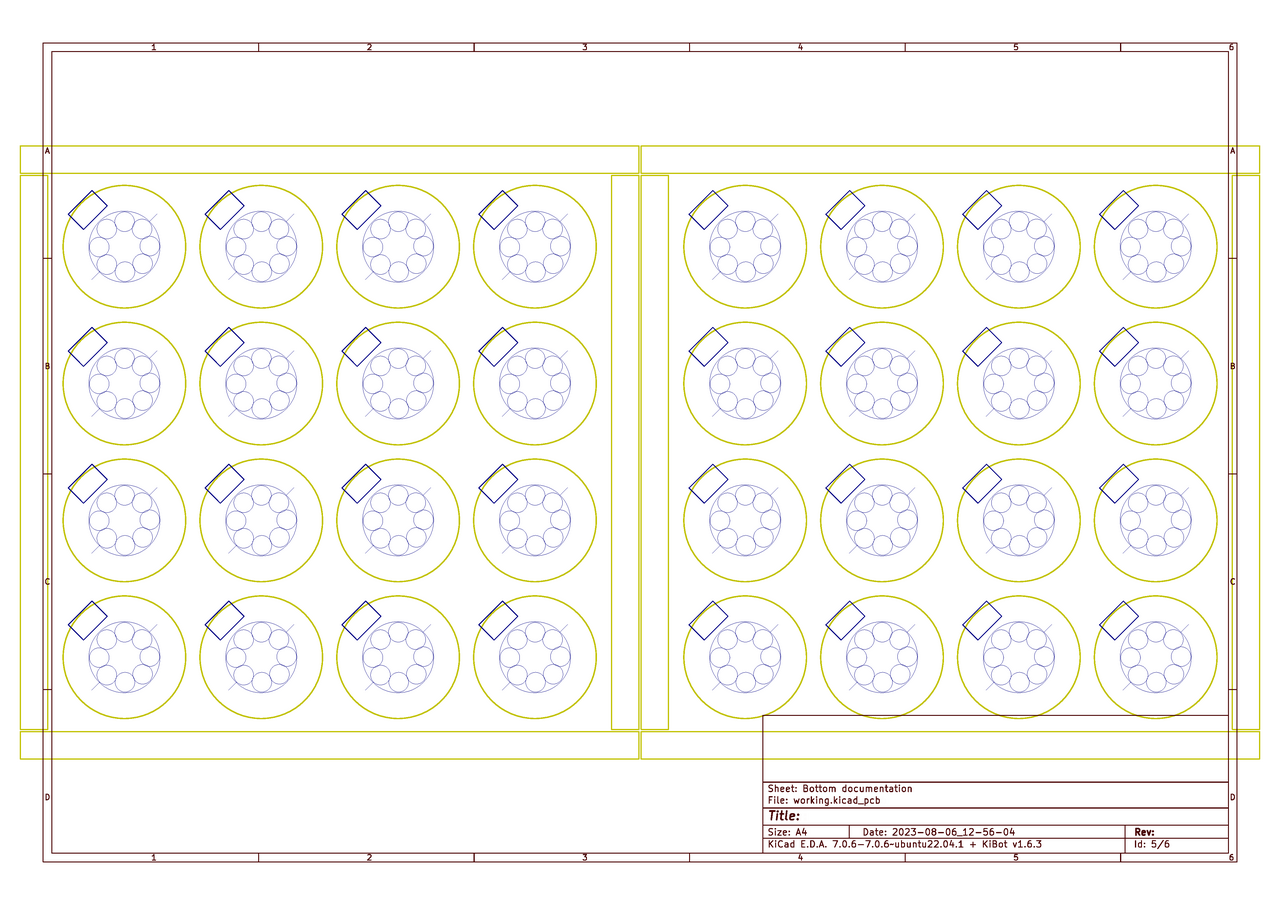 1 2 3 4 5 6
A A
B B
C C
D D
Sheet: Bottom documentation
File: working.kicad_pcb
Title:
Size: A4 Date: 2023-08-06_12-56-04 Rev:
KiCad E.D.A. 7.0.6-7.0.6~ubuntu22.04.1 + KiBot v1.6.3 Id: 5/6
1 2 3 4 5 6